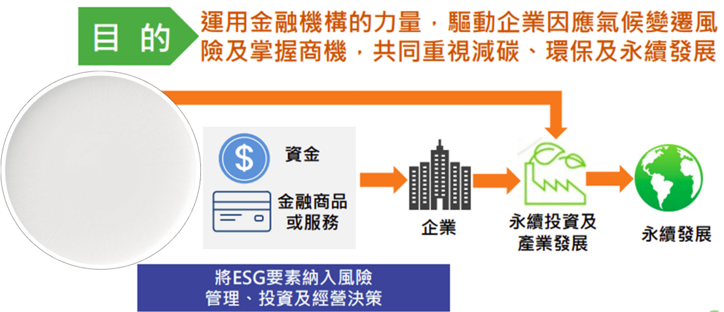 目的
運用金融機構的力量，驅動企業因應氣候變遷風
險及掌握商機，共同重視減碳、環保及永續發展
資金
金融商品
或服務
企業
永續投資及
產業發展
永續發展
將ESG要素納入風險
管理、投資及經營決策